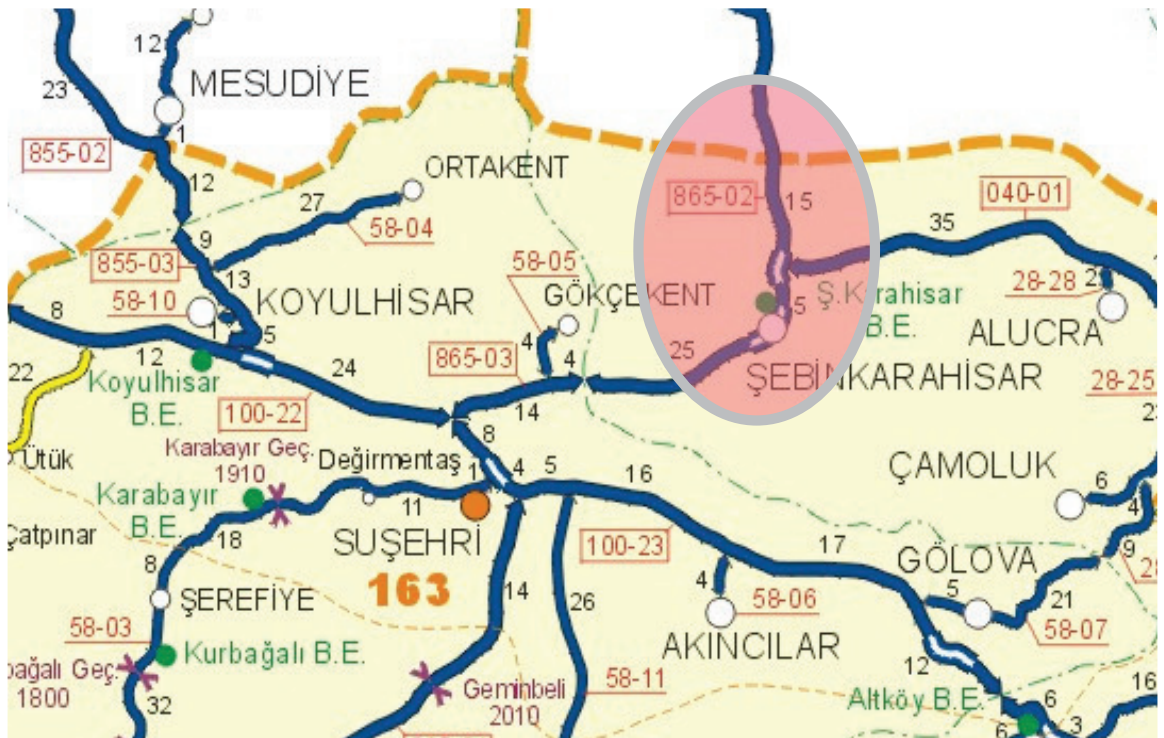 12
MESUDİYE
23
1
855-02
12
ORTAKENT
27
58-04
865-02
15
040-01
35
9
855-03
13
58-05
58-10
KOYULHİSAR
GÖKÇEKENT
5
Ş.Karahisar
B.E.
28-28
2
ALUCRA
8
1
5
12
24
865-03
4
4
25
22
Koyulhisar
B.E.
ŞEBİNKARAHİSAR
28-25
14
100-22
8
Karabayır Geç.
1910
Değirmentaş
Ütük
1
4
5
16
ÇAMOLUK
6
4
Karabayır
B.E.
11
Çatpınar
18
SUŞEHRİ
100-23
17
GÖLOVA
9
8
163
14
4
5
26
ŞEREFİYE
58-06
21
58-03
AKINCILAR
58-07
Kurbağalı B.E.
12
bağalı Geç.
1800
Geminbeli
2010
58-11
Altköy B.E.
6
16
32
6
3